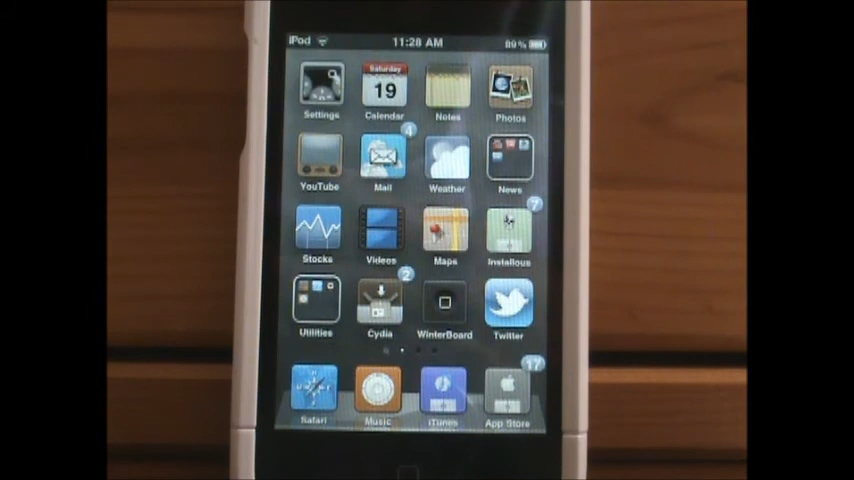 iPod 11:28 AM 89%
Saturday
19
Settings Calendar Notes Photos
4
YouTube Mail Weather News
7
Stocks Videos Maps Installous
2
Utilities Cydia WinterBoard Twitter
17
Safari Music iTunes App Store